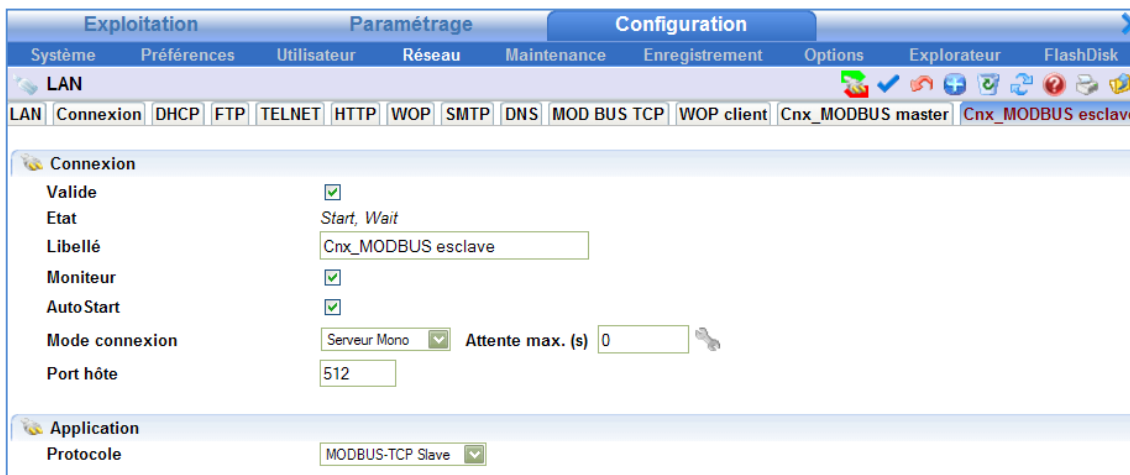 Exploitation Paramétrage Configuration
Système Préférences Utilisateur Réseau Maintenance Enregistrement Options Explorateur FlashDisk
LAN
LAN Connexion DHCP FTP TELNET HTTP WOP SMTP DNS MOD BUS TCP WOP client Cnx_MODBUS master Cnx_MODBUS esclave
Connexion
Valide
Etat Start, Wait
Libellé Cnx_MODBUS esclave
Moniteur
AutoStart
Mode connexion Serveur Mono Attente max. (s) 0
Port hôte 512
Application
Protocole MODBUS-TCP Slave